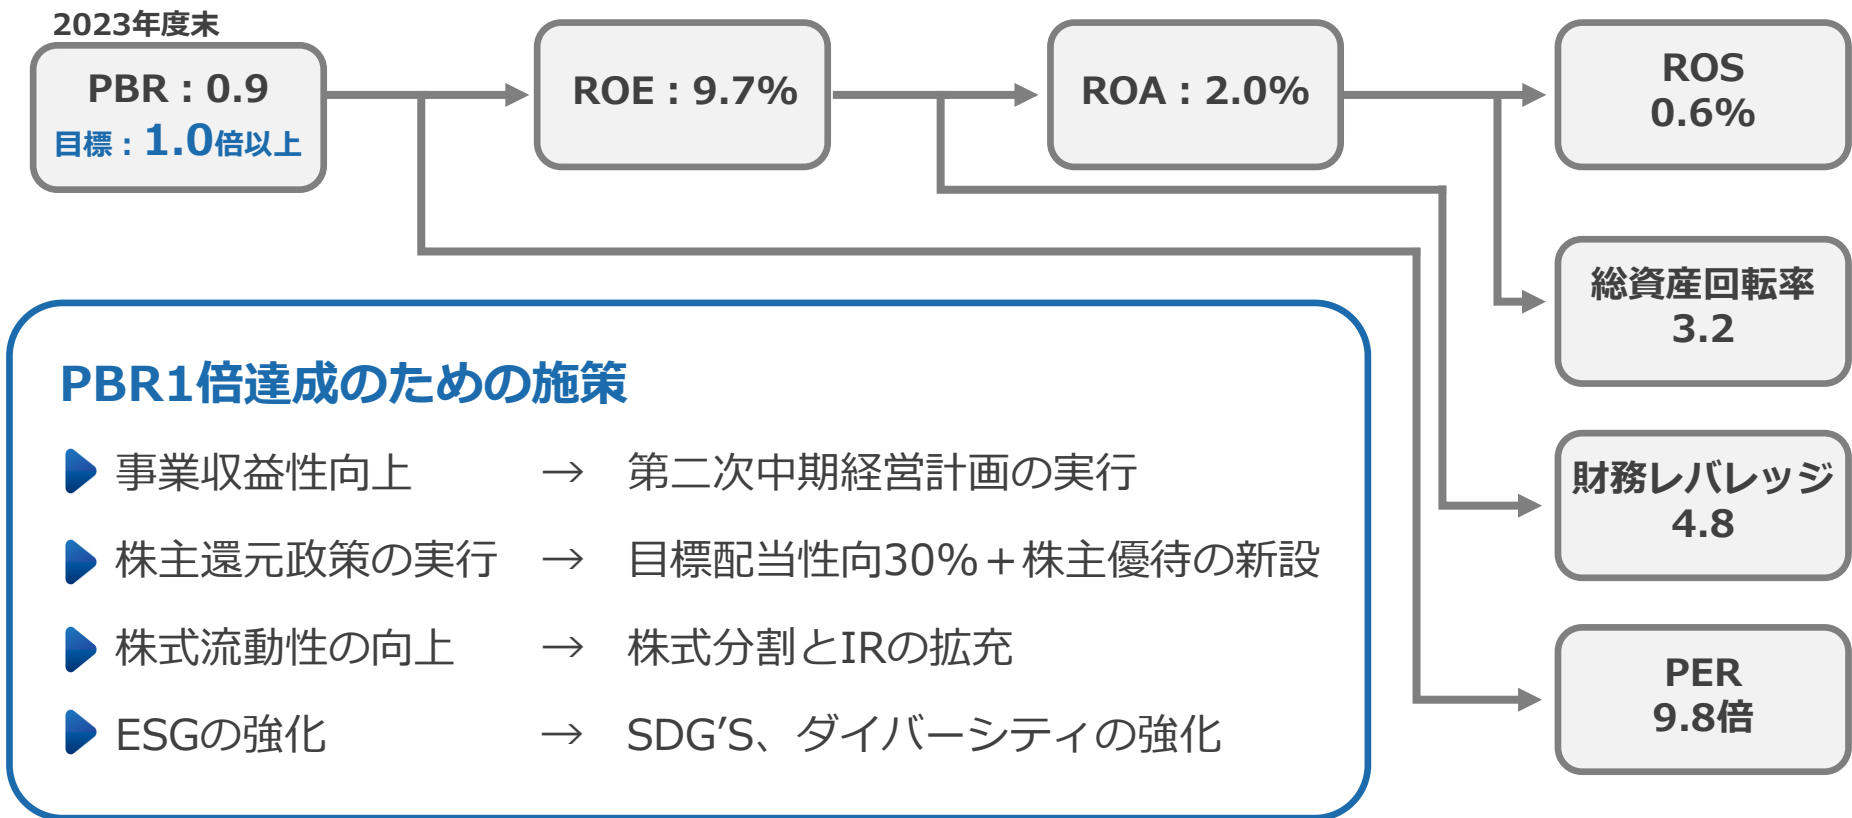 2023年度末
PBR：0.9
目標：1.0倍以上
ROE：9.7%
ROA：2.0%
ROS
0.6%
総資産回転率
3.2
財務レバレッジ
4.8
PER
9.8倍
PBR1倍達成のための施策
事業収益性向上 → 第二次中期経営計画の実行
株主還元政策の実行 → 目標配当性向30%＋株主優待の新設
株式流動性の向上 → 株式分割とIRの拡充
ESGの強化 → SDG’S、ダイバーシティの強化